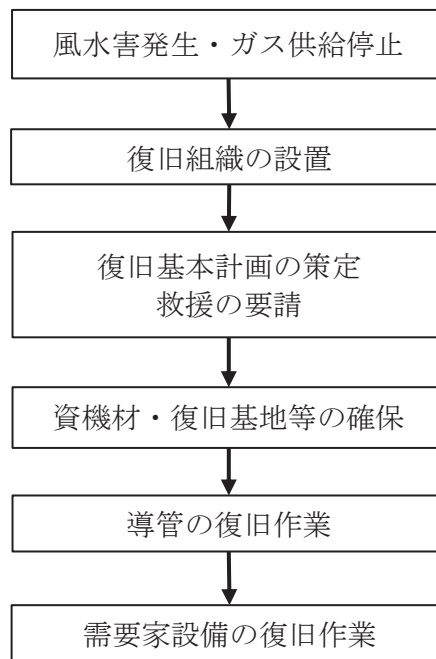 風水害発生・ガス供給停止
復旧組織の設置
復旧基本計画の策定
救援の要請
資機材・復旧基地等の確保
導管の復旧作業
需要家設備の復旧作業